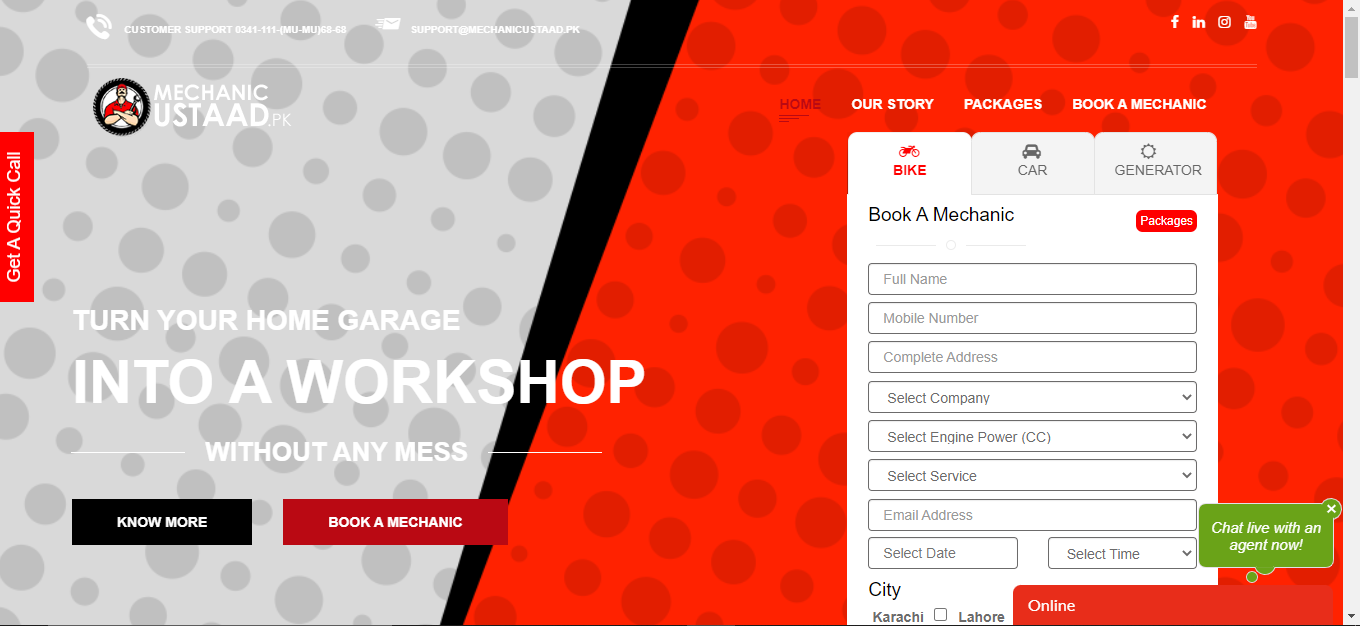 CUSTOMER SUPPORT 0341-111-(MU-MU)68-68
SUPPORT@MECHANICUSTAAD.PK
You Tube
MECHANIC
USTAAD.PK
HOME
OUR STORY
PACKAGES
BOOK A MECHANIC
Get A Quick Call
BIKE
CAR
GENERATOR
Book A Mechanic
Packages
Full Name
Mobile Number
Complete Address
Select Company
Select Engine Power (CC)
Select Service
Email Address
Select Date
Select Time
City
Karachi
Lahore
TURN YOUR HOME GARAGE
INTO A WORKSHOP
WITHOUT ANY MESS
KNOW MORE
BOOK A MECHANIC
Chat live with an
agent now!
Online